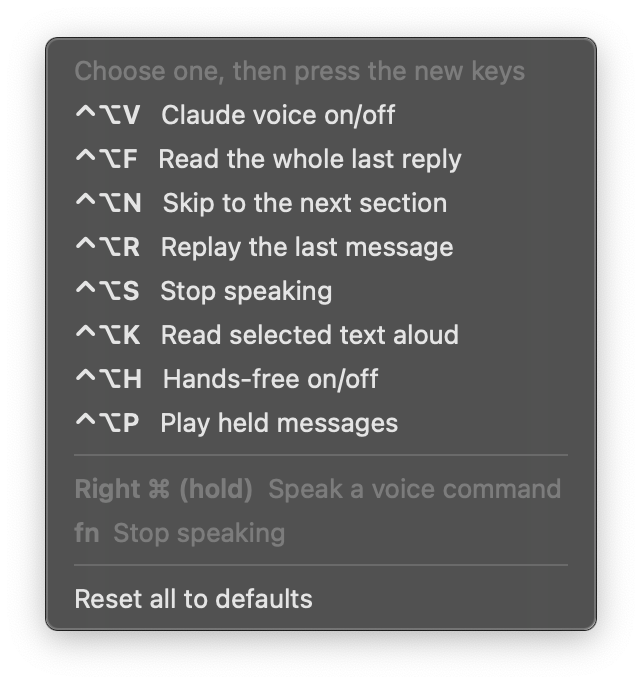 Choose one, then press the new keys
⌃⌥V Claude voice on/off
⌃⌥F Read the whole last reply
⌃⌥N Skip to the next section
⌃⌥R Replay the last message
⌃⌥S Stop speaking
⌃⌥K Read selected text aloud
⌃⌥H Hands-free on/off
⌃⌥P Play held messages
Right ⌘ (hold) Speak a voice command
fn Stop speaking
Reset all to defaults